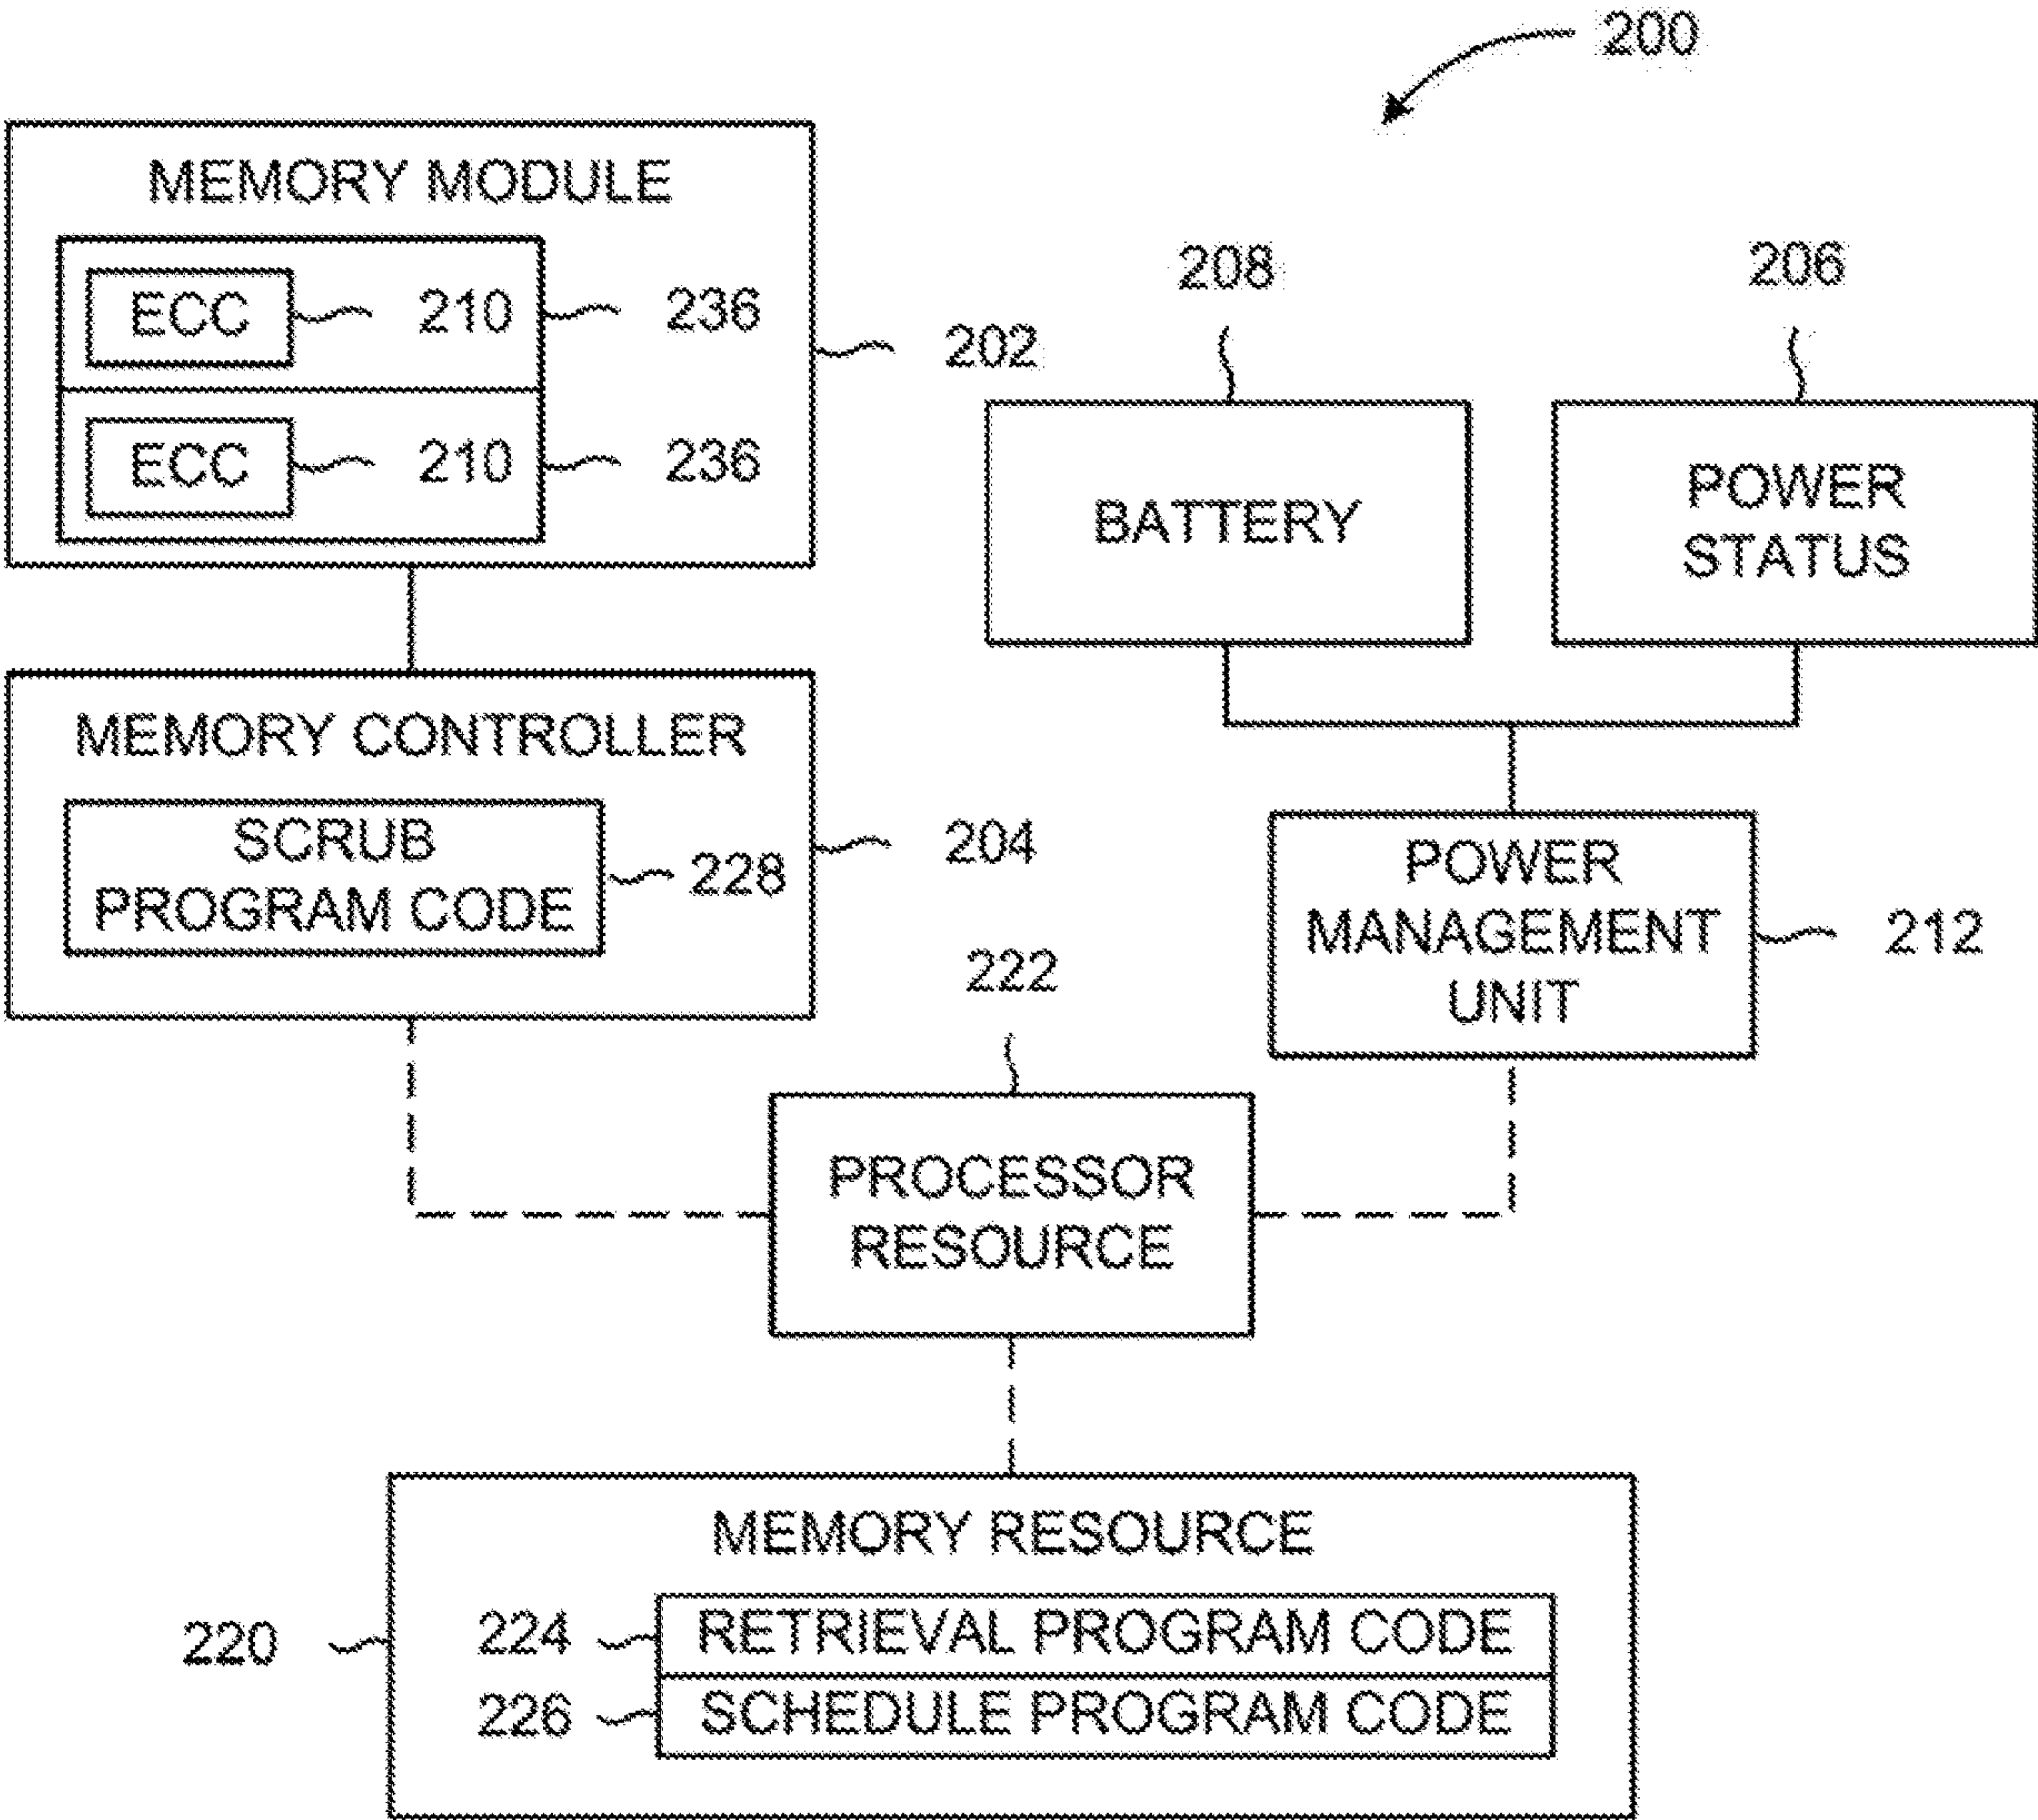 200
MEMORY MODULE
ECC 210 236
202
ECC 210 236
208
206
BATTERY
POWER
STATUS
MEMORY CONTROLLER
SCRUB
PROGRAM CODE
228
204
POWER
MANAGEMENT
UNIT
212
222
PROCESSOR
RESOURCE
MEMORY RESOURCE
220
224 RETRIEVAL PROGRAM CODE
226 SCHEDULE PROGRAM CODE